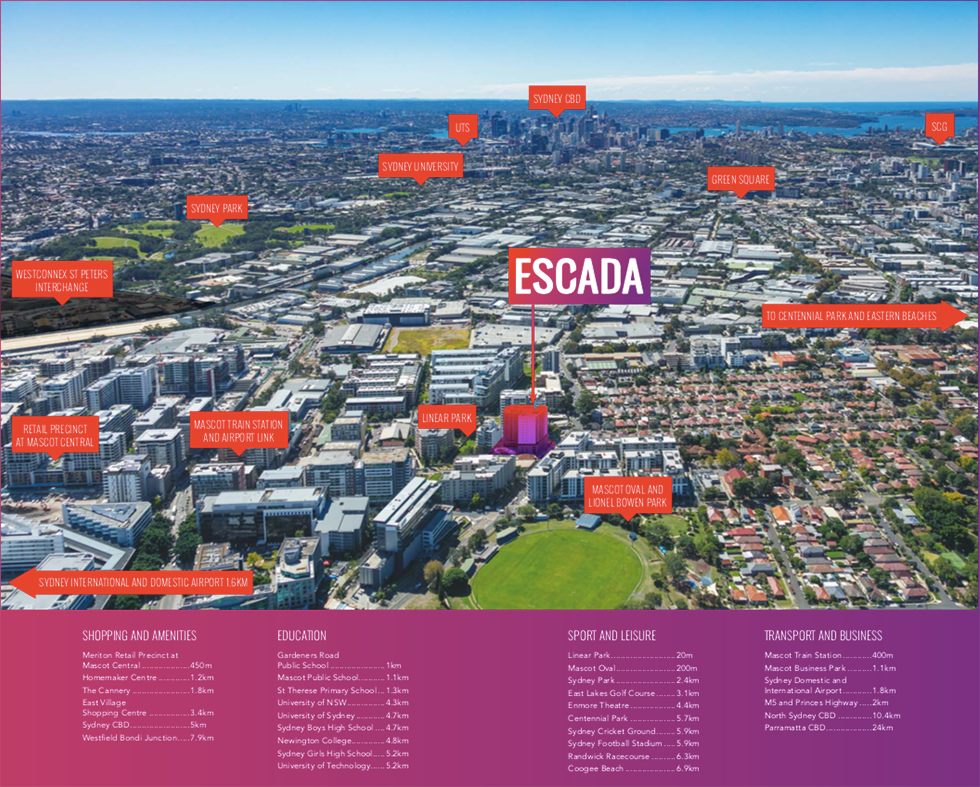 SYDNEY CBD
UTS
SCG
SYDNEY UNIVERSITY
GREEN SQUARE
SYDNEY PARK
WESTCONNEX ST PETERS
INTERCHANGE
ESCADA
TO CENTENNIAL PARK AND EASTERN BEACHES
RETAIL PRECINCT
AT MASCOT CENTRAL
MASCOT TRAIN STATION
AND AIRPORT LINK
LINEAR PARK
MASCOT OVAL AND
LIONEL BOWEN PARK
SYDNEY INTERNATIONAL AND DOMESTIC AIRPORT 1.6KM
SHOPPING AND AMENITIES
Meriton Retail Precinct at
Mascot Central ..................... 450m
Homemaker Centre ............. 1.2km
The Cannery ........................ 1.8km
East Village
Shopping Centre ................. 3.4km
Sydney CBD ......................... 5km
Westfield Bondi Junction ..... 7.9km
EDUCATION
Gardeners Road
Public School ....................... 1km
Mascot Public School ........... 1.1km
St Therese Primary School ... 1.3km
University of NSW ................ 4.3km
University of Sydney ............ 4.7km
Sydney Boys High School .... 4.7km
Newington College .............. 4.8km
Sydney Girls High School ..... 5.2km
University of Technology ...... 5.2km
SPORT AND LEISURE
Linear Park ........................... 20m
Mascot Oval ........................ 200m
Sydney Park ......................... 2.4km
East Lakes Golf Course ........ 3.1km
Enmore Theatre ................... 4.4km
Centennial Park ................... 5.7km
Sydney Cricket Ground ........ 5.9km
Sydney Football Stadium ..... 5.9km
Randwick Racecourse .......... 6.3km
Coogee Beach ..................... 6.9km
TRANSPORT AND BUSINESS
Mascot Train Station ............ 400m
Mascot Business Park .......... 1.1km
Sydney Domestic and
International Airport ............ 1.8km
M5 and Princes Highway ..... 2km
North Sydney CBD .............. 10.4km
Parramatta CBD ................... 24km